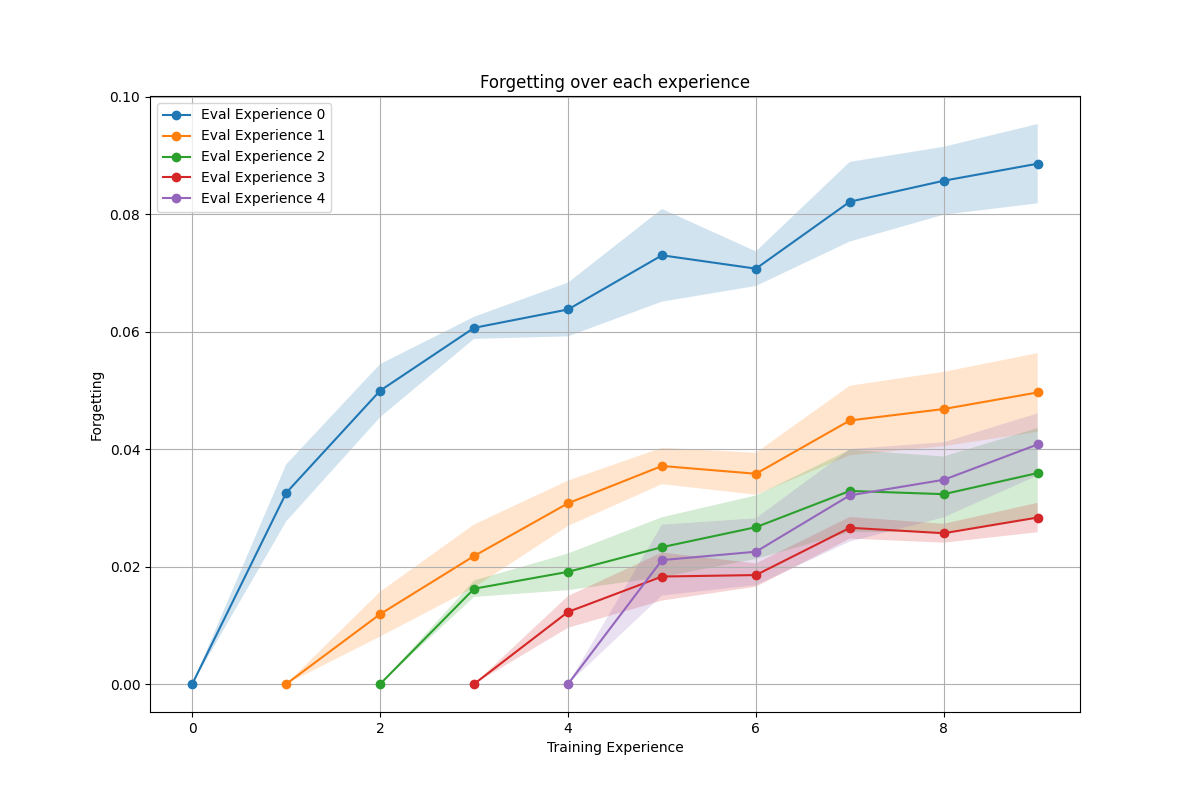 Forgetting over each experience
Eval Experience 0
Eval Experience 1
Eval Experience 2
Eval Experience 3
Eval Experience 4
0.10
0.08
0.06
0.04
0.02
0.00
Forgetting
0 2 4 6 8
Training Experience